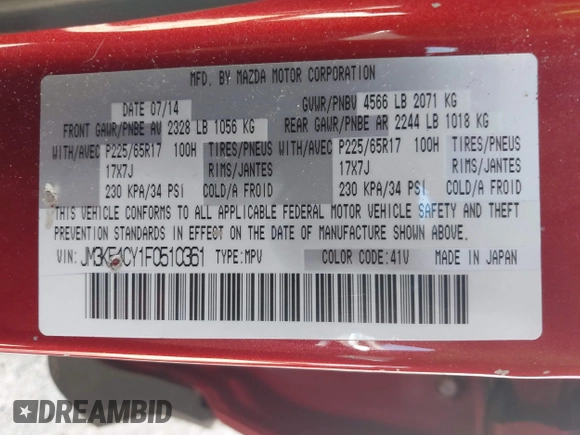 MFD. BY MAZDA MOTOR CORPORATION
DATE 07/14 GVWR/PNBV 4566 LB 2071 KG
FRONT GAWR/PNBE AV 2328 LB 1056 KG REAR GAWR/PNBE AR 2244 LB 1018 KG
WITH/AVEC P225/65R17 100H TIRES/PNEUS WITH/AVEC P225/65R17 100H TIRES/PNEUS
17X7J RIMS/JANTES 17X7J RIMS/JANTES
230 KPA/34 PSI COLD/A FROID 230 KPA/34 PSI COLD/A FROID
THIS VEHICLE CONFORMS TO ALL APPLICABLE FEDERAL MOTOR VEHICLE SAFETY AND THEFT
PREVENTION STANDARDS IN EFFECT ON THE DATE OF MANUFACTURE SHOWN ABOVE.
VIN: JM3KE4CY1F0510361 TYPE:MPV COLOR CODE:41V MADE IN JAPAN
DREAMBID